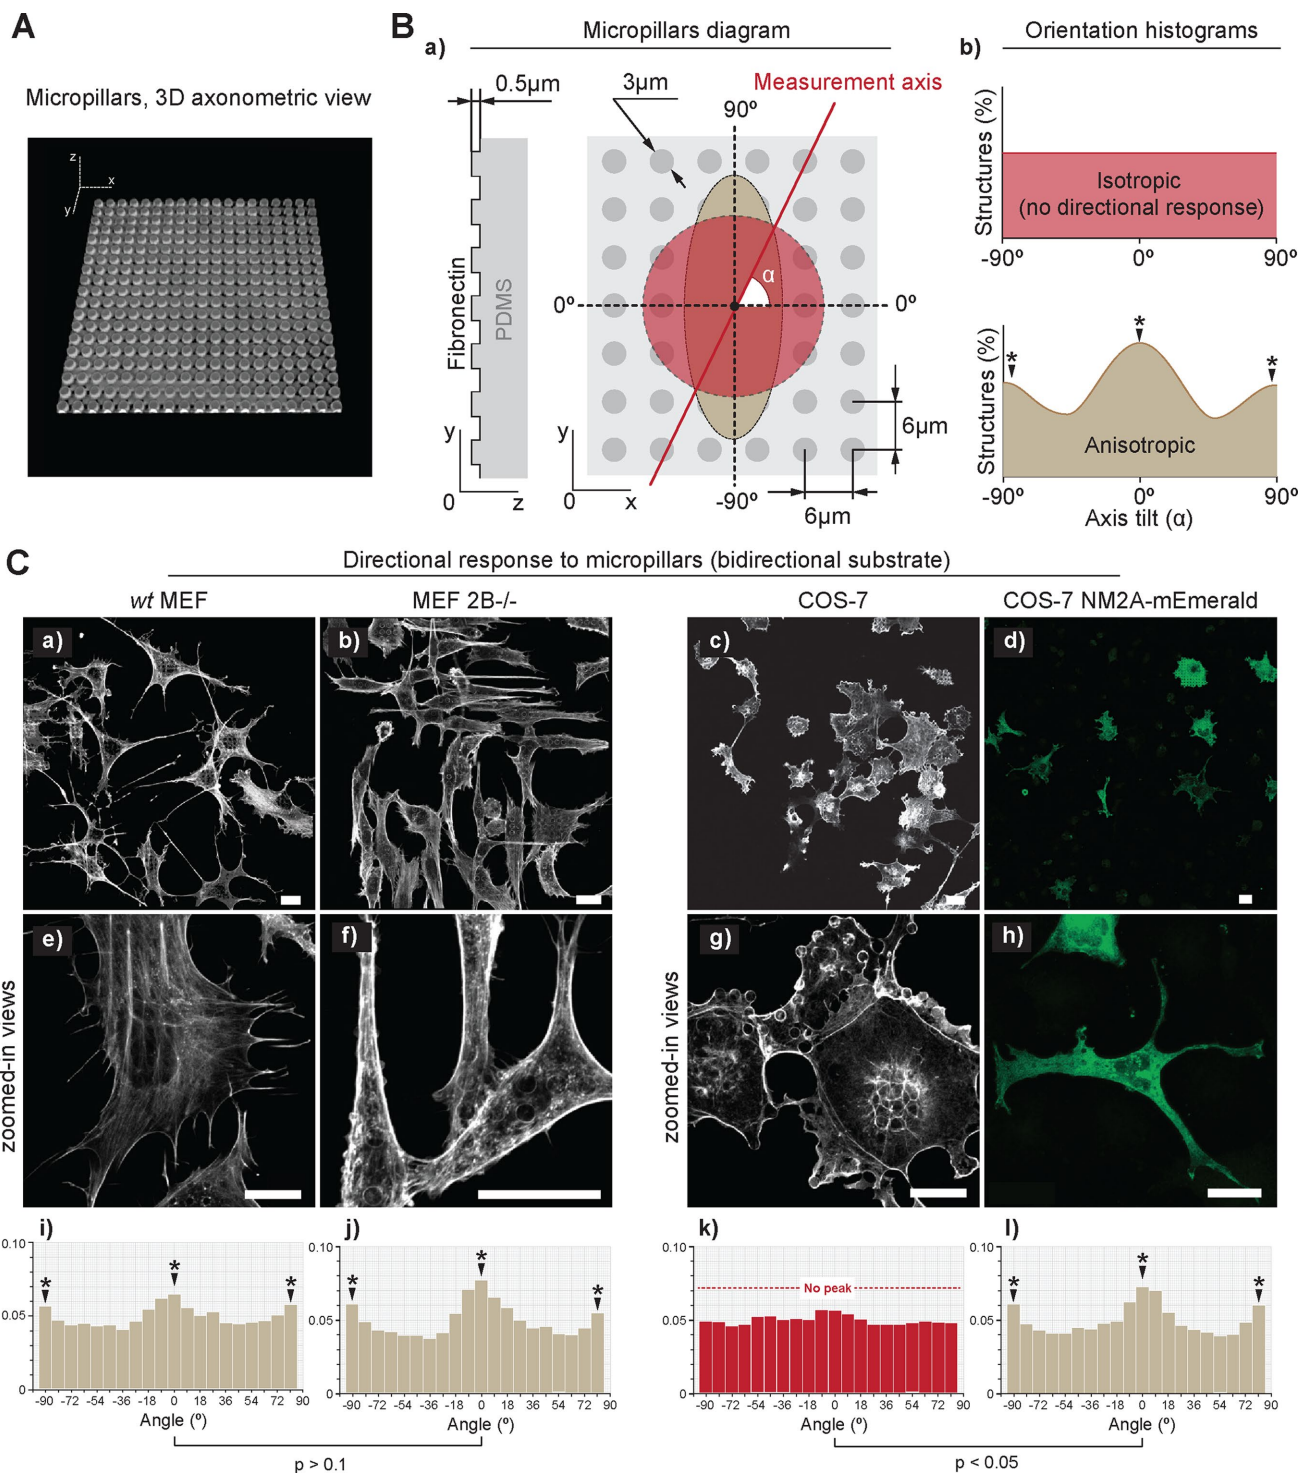 A
Micropillars, 3D axonometric view
z
x
y
B
a)
Micropillars diagram
0.5µm
3µm
Measurement axis
90º
Fibronectin
PDMS
α
0º
0º
6µm
y
0
z
y
0
x
-90º
6µm
b)
Orientation histograms
Structures (%)
Isotropic
(no directional response)
-90º 0º 90º
Structures (%)
* * *
Anisotropic
-90º 0º 90º
Axis tilt (α)
C
Directional response to micropillars (bidirectional substrate)
wt MEF
MEF 2B-/-
COS-7
COS-7 NM2A-mEmerald
a)
b)
c)
d)
zoomed-in views
e)
f)
zoomed-in views
g)
h)
i)
0.10
0.05
0
* * *
-90 -72 -54 -36 -18 0 18 36 54 72 90
Angle (º)
j)
0.10
0.05
0
* * *
-90 -72 -54 -36 -18 0 18 36 54 72 90
Angle (º)
p > 0.1
k)
0.10
0.05
0
No peak
-90 -72 -54 -36 -18 0 18 36 54 72 90
Angle (º)
l)
0.10
0.05
0
* * *
-90 -72 -54 -36 -18 0 18 36 54 72 90
Angle (º)
p < 0.05